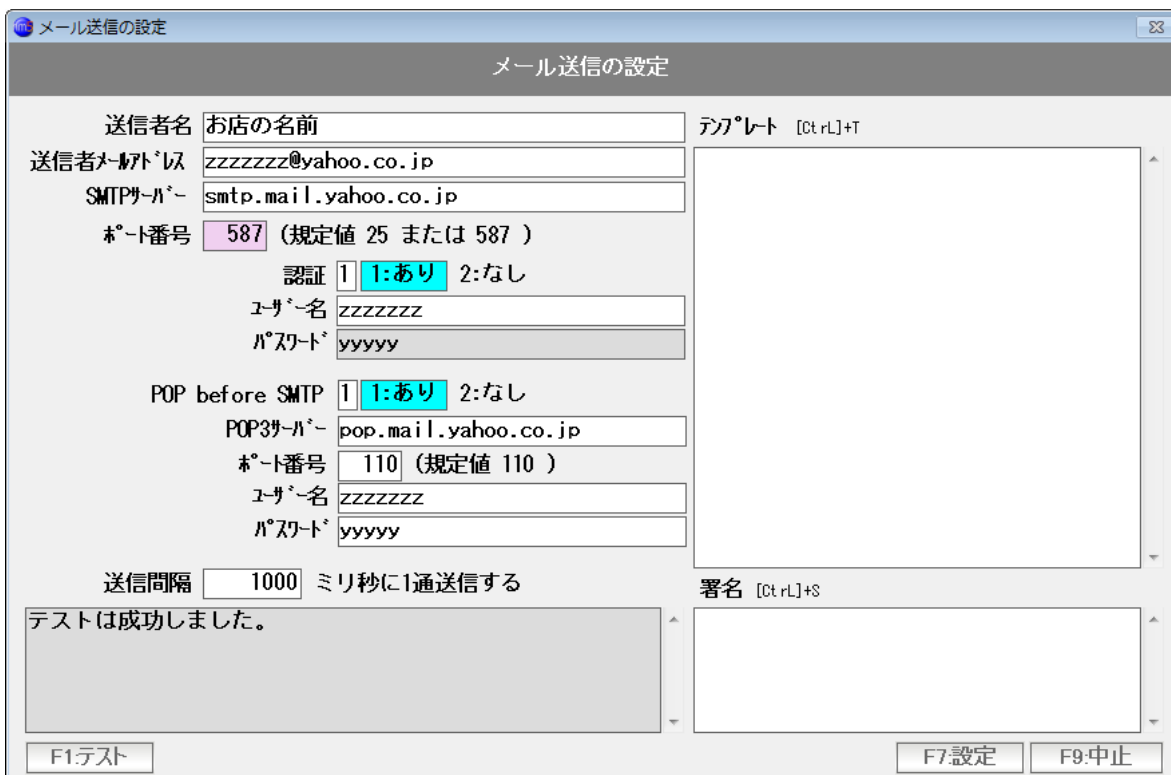 メール送信の設定
メール送信の設定
送信者名 お店の名前
送信者ﾒｰﾙｱﾄﾞﾚｽ zzzzzzz@yahoo.co.jp
SMTPｻｰﾊﾞｰ smtp.mail.yahoo.co.jp
ﾎﾟｰﾄ番号 587 (規定値 25 または 587 )
認証 1 1:あり 2:なし
ﾕｰｻﾞｰ名 zzzzzzz
ﾊﾟｽﾜｰﾄﾞ yyyyy
POP before SMTP 1 1:あり 2:なし
POP3ｻｰﾊﾞｰ pop.mail.yahoo.co.jp
ﾎﾟｰﾄ番号 110 (規定値 110 )
ﾕｰｻﾞｰ名 zzzzzzz
ﾊﾟｽﾜｰﾄﾞ yyyyy
送信間隔 1000 ミリ秒に1通送信する
テストは成功しました。
ﾃﾝﾌﾟﾚｰﾄ [CtrL]+T
署名 [CtrL]+S
F1:テスト
F7:設定
F9:中止